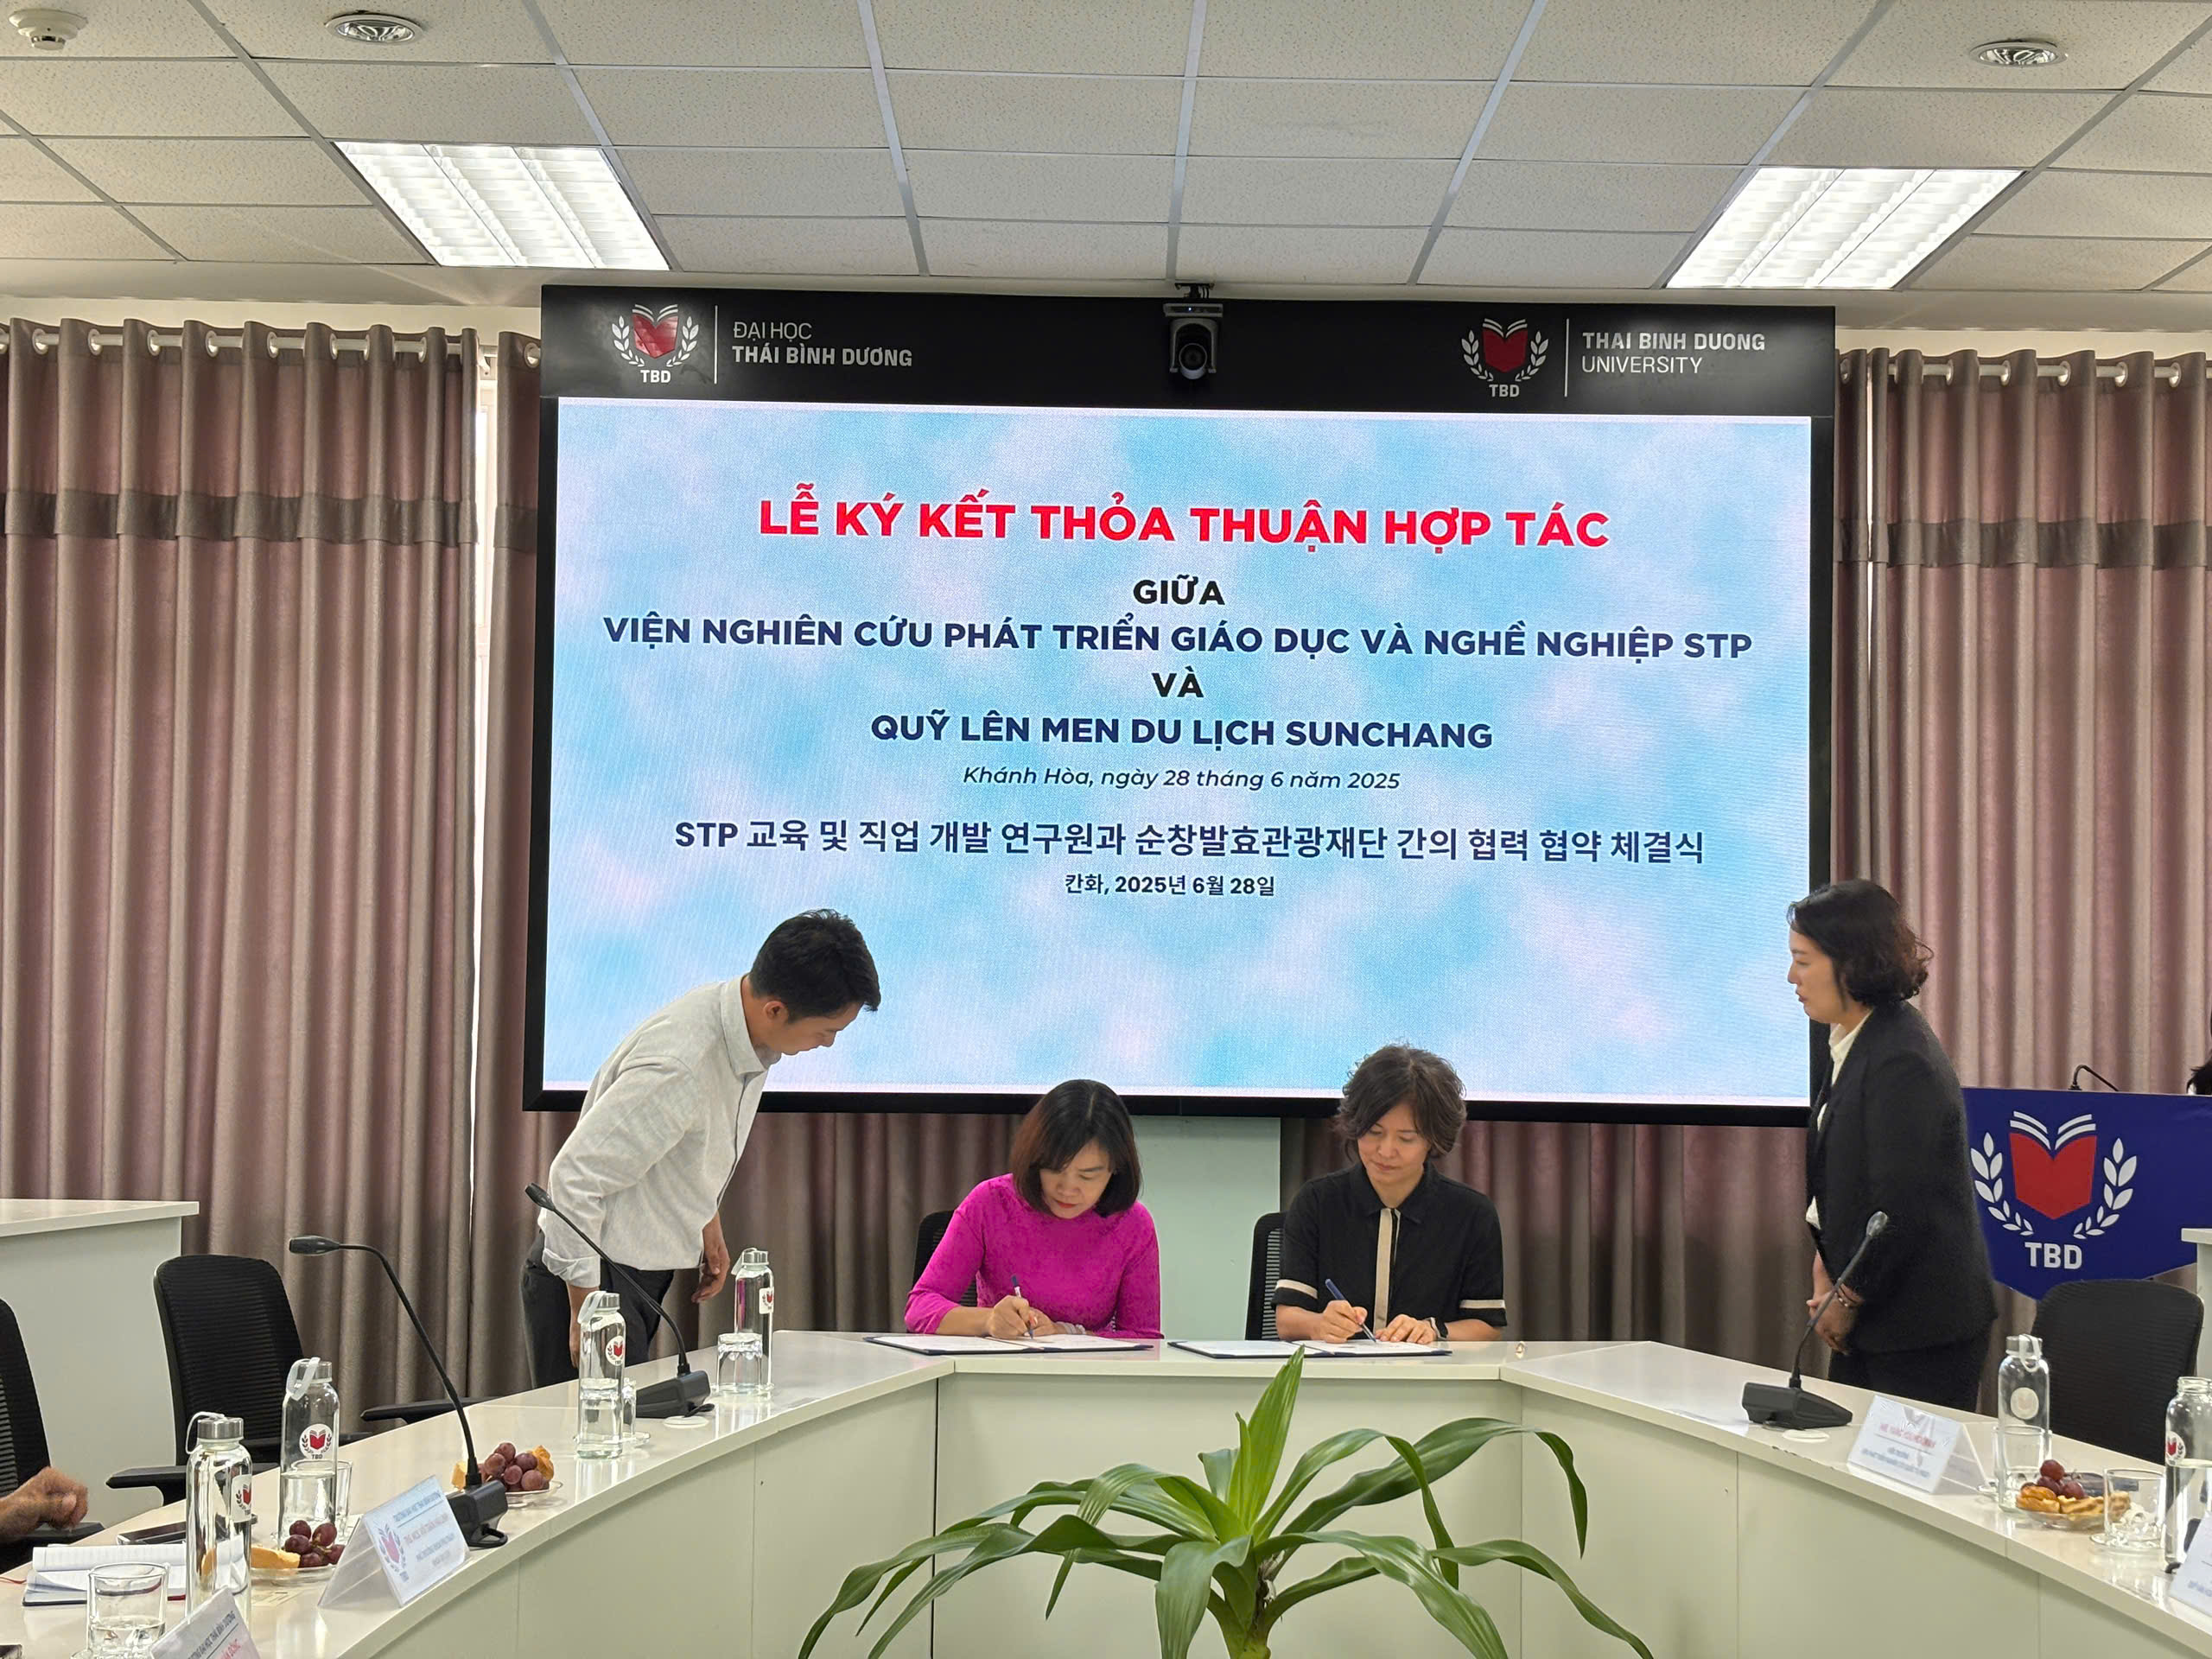 ĐẠI HỌC
THÁI BÌNH DƯƠNG
TBD
THAI BINH DUONG
UNIVERSITY
TBD
LỄ KÝ KẾT THỎA THUẬN HỢP TÁC
GIỮA
VIỆN NGHIÊN CỨU PHÁT TRIỂN GIÁO DỤC VÀ NGHỀ NGHIỆP STP
VÀ
QUỸ LÊN MEN DU LỊCH SUNCHANG
Khánh Hòa, ngày 28 tháng 6 năm 2025
STP 교육 및 직업 개발 연구원과 순창발효관광재단 간의 협력 협약 체결식
칸화, 2025년 6월 28일
TBD